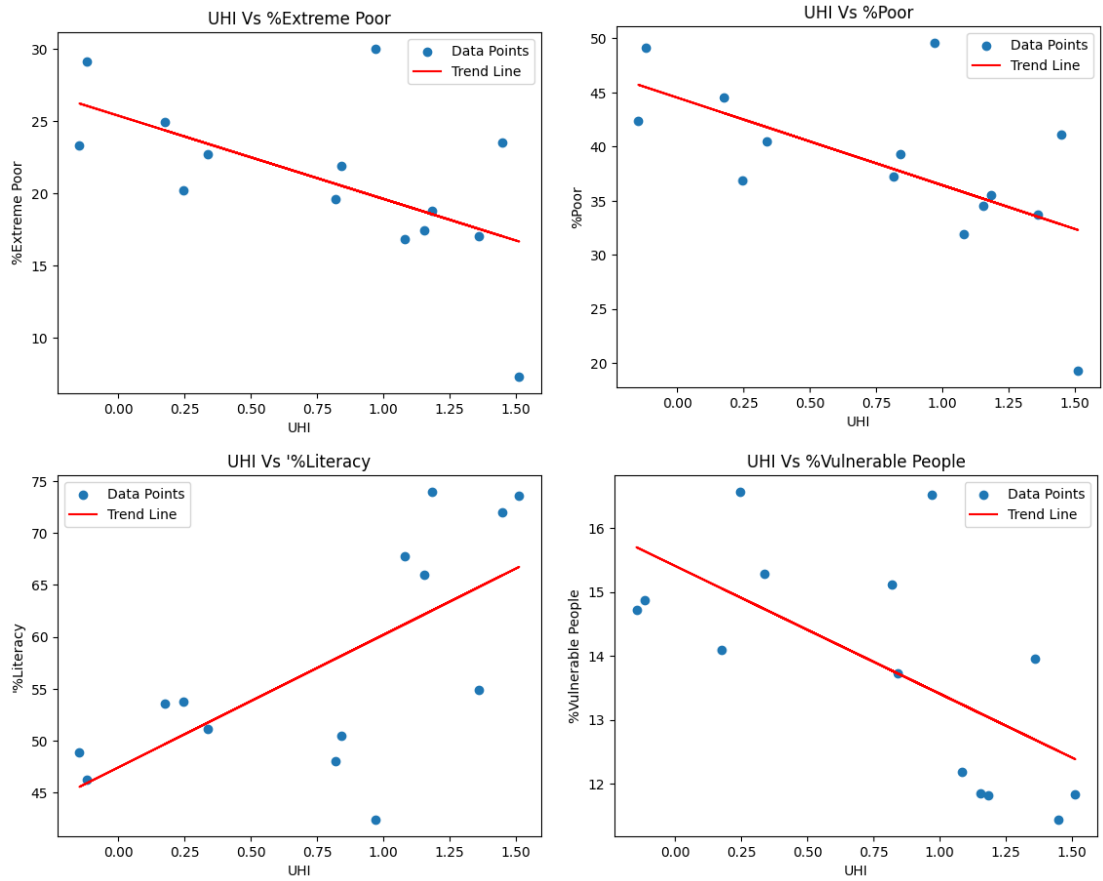 UHI Vs %Extreme Poor
Data Points
Trend Line
30
25
20
15
10
%Extreme Poor
0.00 0.25 0.50 0.75 1.00 1.25 1.50
UHI
UHI Vs %Poor
Data Points
Trend Line
50
45
40
35
30
25
20
%Poor
0.00 0.25 0.50 0.75 1.00 1.25 1.50
UHI
UHI Vs '%Literacy
Data Points
Trend Line
75
70
65
60
55
50
45
'%Literacy
0.00 0.25 0.50 0.75 1.00 1.25 1.50
UHI
UHI Vs %Vulnerable People
Data Points
Trend Line
16
15
14
13
12
%Vulnerable People
0.00 0.25 0.50 0.75 1.00 1.25 1.50
UHI